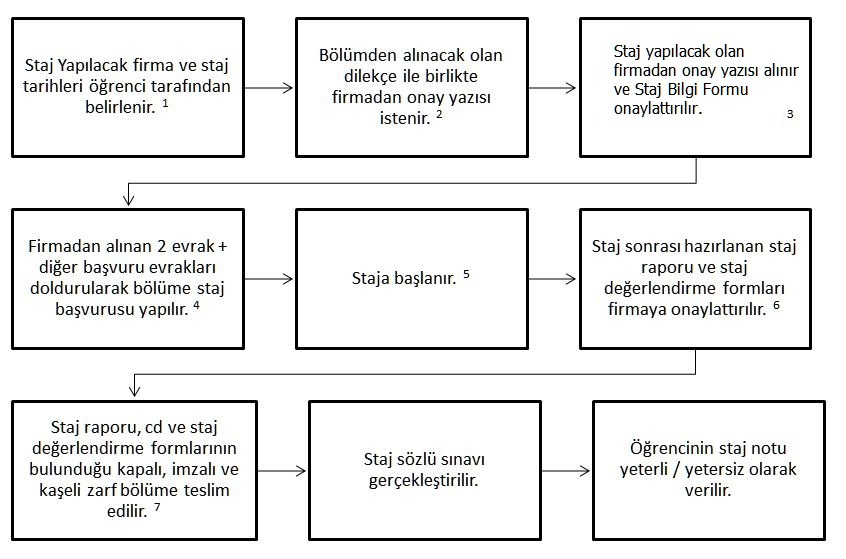 Staj Yapılacak firma ve staj
tarihleri öğrenci tarafından
belirlenir. 1
Bölümden alınacak olan
dilekçe ile birlikte
firmadan onay yazısı
istenir. 2
Staj yapılacak olan
firmadan onay yazısı alınır
ve Staj Bilgi Formu
onaylattırılır. 3
Firmadan alınan 2 evrak +
diğer başvuru evrakları
doldurularak bölüme staj
başvurusu yapılır. 4
Staja başlanır. 5
Staj sonrası hazırlanan staj
raporu ve staj
değerlendirme formları
firmaya onaylattırılır. 6
Staj raporu, cd ve staj
değerlendirme formlarının
bulunduğu kapalı, imzalı ve
kaşeli zarf bölüme teslim
edilir. 7
Staj sözlü sınavı
gerçekleştirilir.
Öğrencinin staj notu
yeterli / yetersiz olarak
verilir.